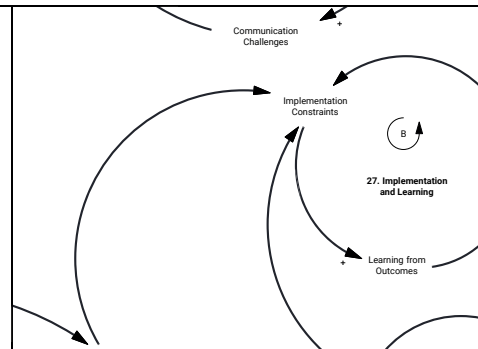 +
Communication
Challenges
Implementation
Constraints
B
27. Implementation
and Learning
+
Learning from
Outcomes